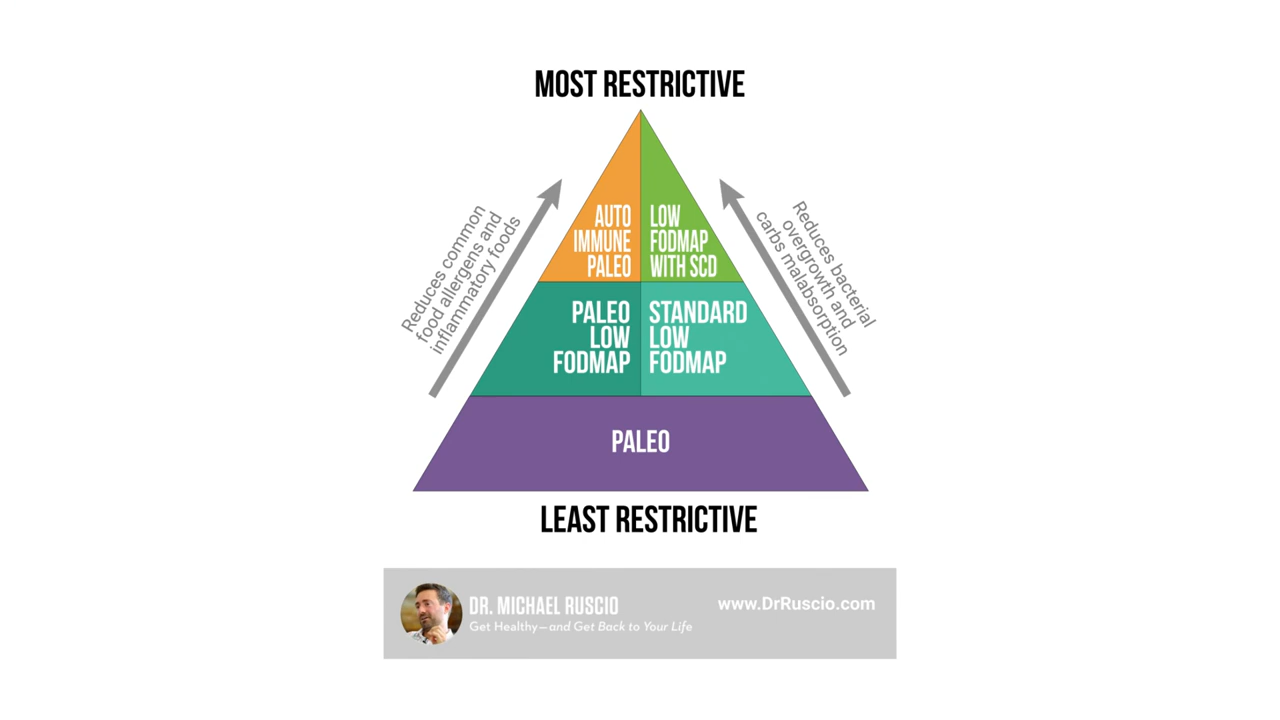 MOST RESTRICTIVE
Reduces common
food allergens and
inflammatory foods
AUTO
IMMUNE
PALEO
LOW
FODMAP
WITH SCD
Reduces bacterial
overgrowth and
carbs malabsorption
PALEO
LOW
FODMAP
STANDARD
LOW
FODMAP
PALEO
LEAST RESTRICTIVE
DR. MICHAEL RUSCIO
Get Healthy—and Get Back to Your Life
www.DrRuscio.com